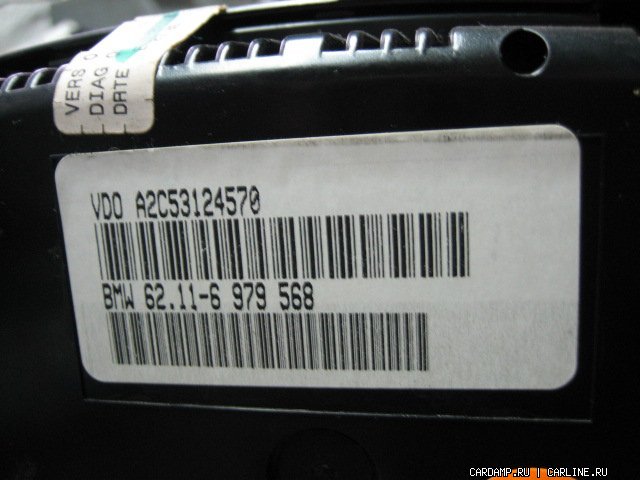 VERS
DIAG
DATE
VDO A2C53124570
BMW 62.11-6 979 568
CARDAMP.RU | CARLINE.RU